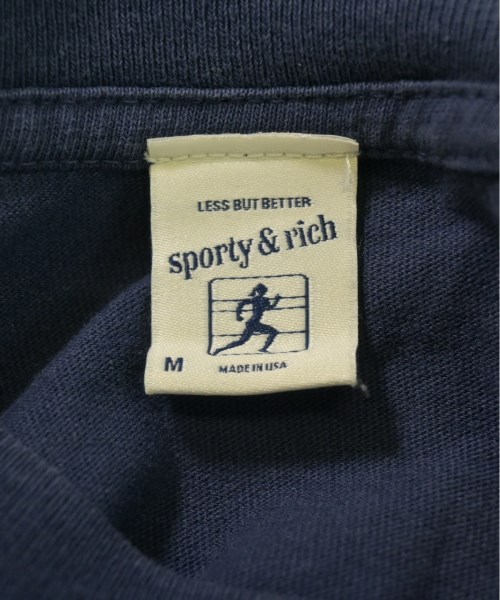 LESS BUT BETTER
sporty & rich
M
MADE IN USA